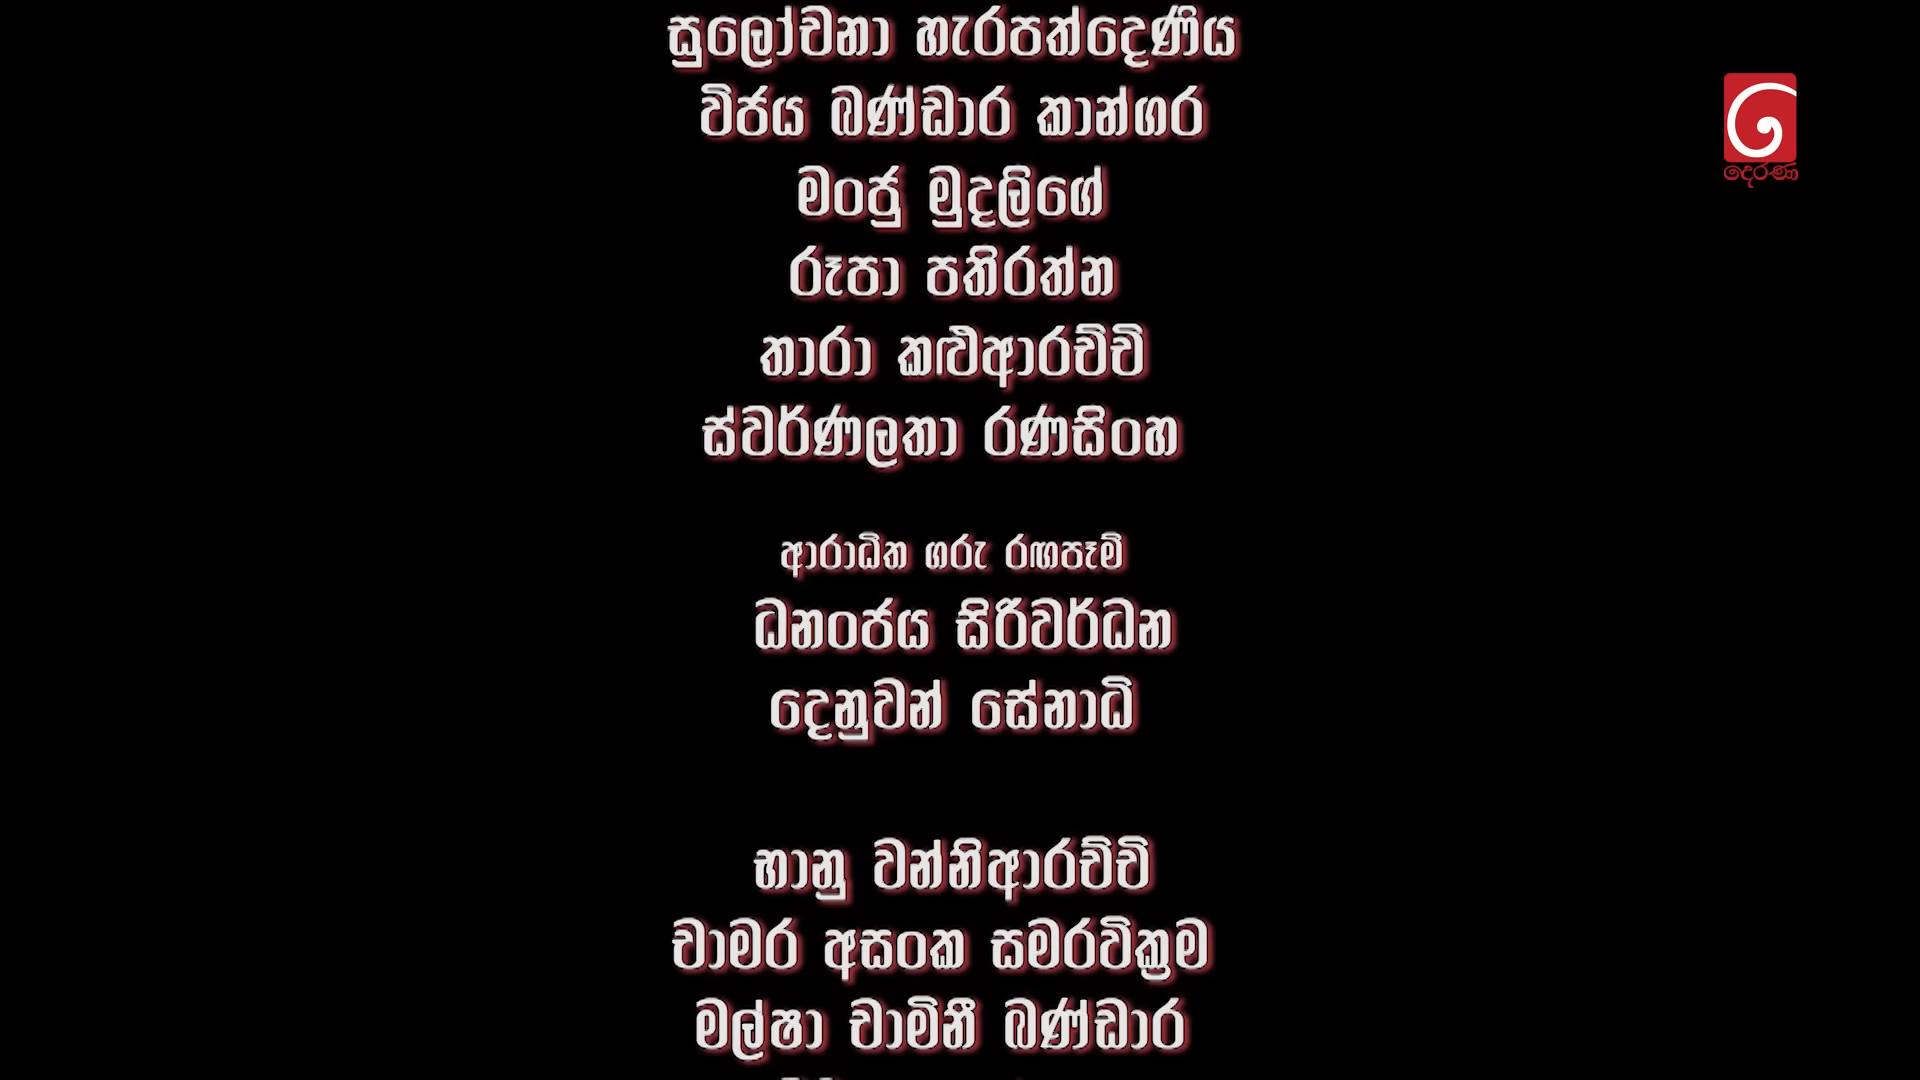 සුලෝචනා හැරපත්දෙණිය
විජය බණ්ඩාර කාන්ගර
මංජු මුදලිගේ
රූපා පතිරත්න
තාරා කළුආරච්චි
ස්වර්ණලතා රණසිංහ
ආරාධිත ගරු රඟපෑම්
ධනංජය සිරිවර්ධන
දෙනුවන් සේනාධි
භානු වන්නිආරච්චි
චාමර අසංක සමරවික්‍රම
මල්ෂා චාමිනී බණ්ඩාර
දෙරණ